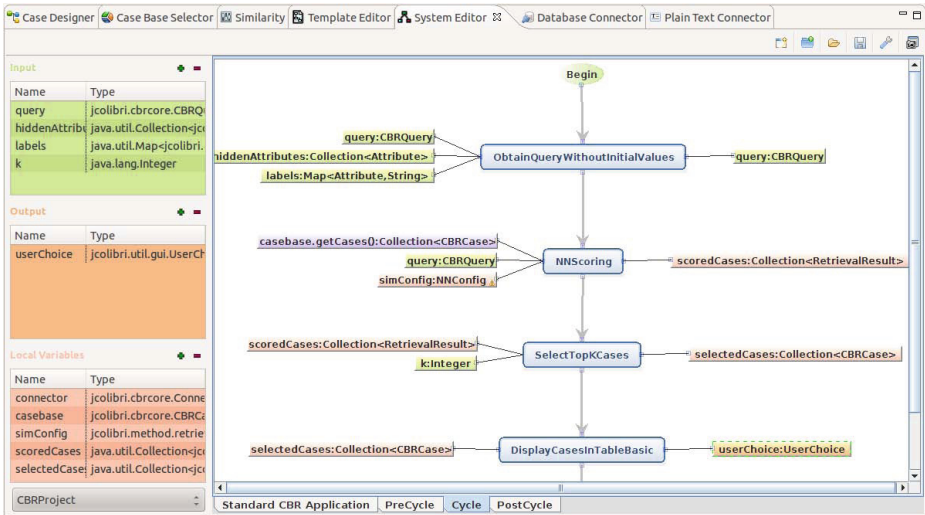 Case Designer Case Base Selector Similarity Template Editor System Editor Database Connector Plain Text Connector
Input
Name Type
query jcolibri.cbrcore.CBRQu
hiddenAttribu java.util.Collection<jco
labels java.util.Map<jcolibri.
k java.lang.Integer
Output
Name Type
userChoice jcolibri.util.gui.UserCh
Local Variables
Name Type
connector jcolibri.cbrcore.Conne
casebase jcolibri.cbrcore.CBRCa
simConfig jcolibri.method.retrie
scoredCases java.util.Collection<jco
selectedCases java.util.Collection<jco
CBRProject
Begin
query:CBRQuery
hiddenAttributes:Collection<Attribute>
labels:Map<Attribute,String>
ObtainQueryWithoutInitialValues
query:CBRQuery
casebase.getCases():Collection<CBRCase>
query:CBRQuery
simConfig:NNConfig
NNScoring
scoredCases:Collection<RetrievalResult>
scoredCases:Collection<RetrievalResult>
k:Integer
SelectTopKCases
selectedCases:Collection<CBRCase>
selectedCases:Collection<CBRCase>
DisplayCasesInTableBasic
userChoice:UserChoice
Standard CBR Application PreCycle Cycle PostCycle